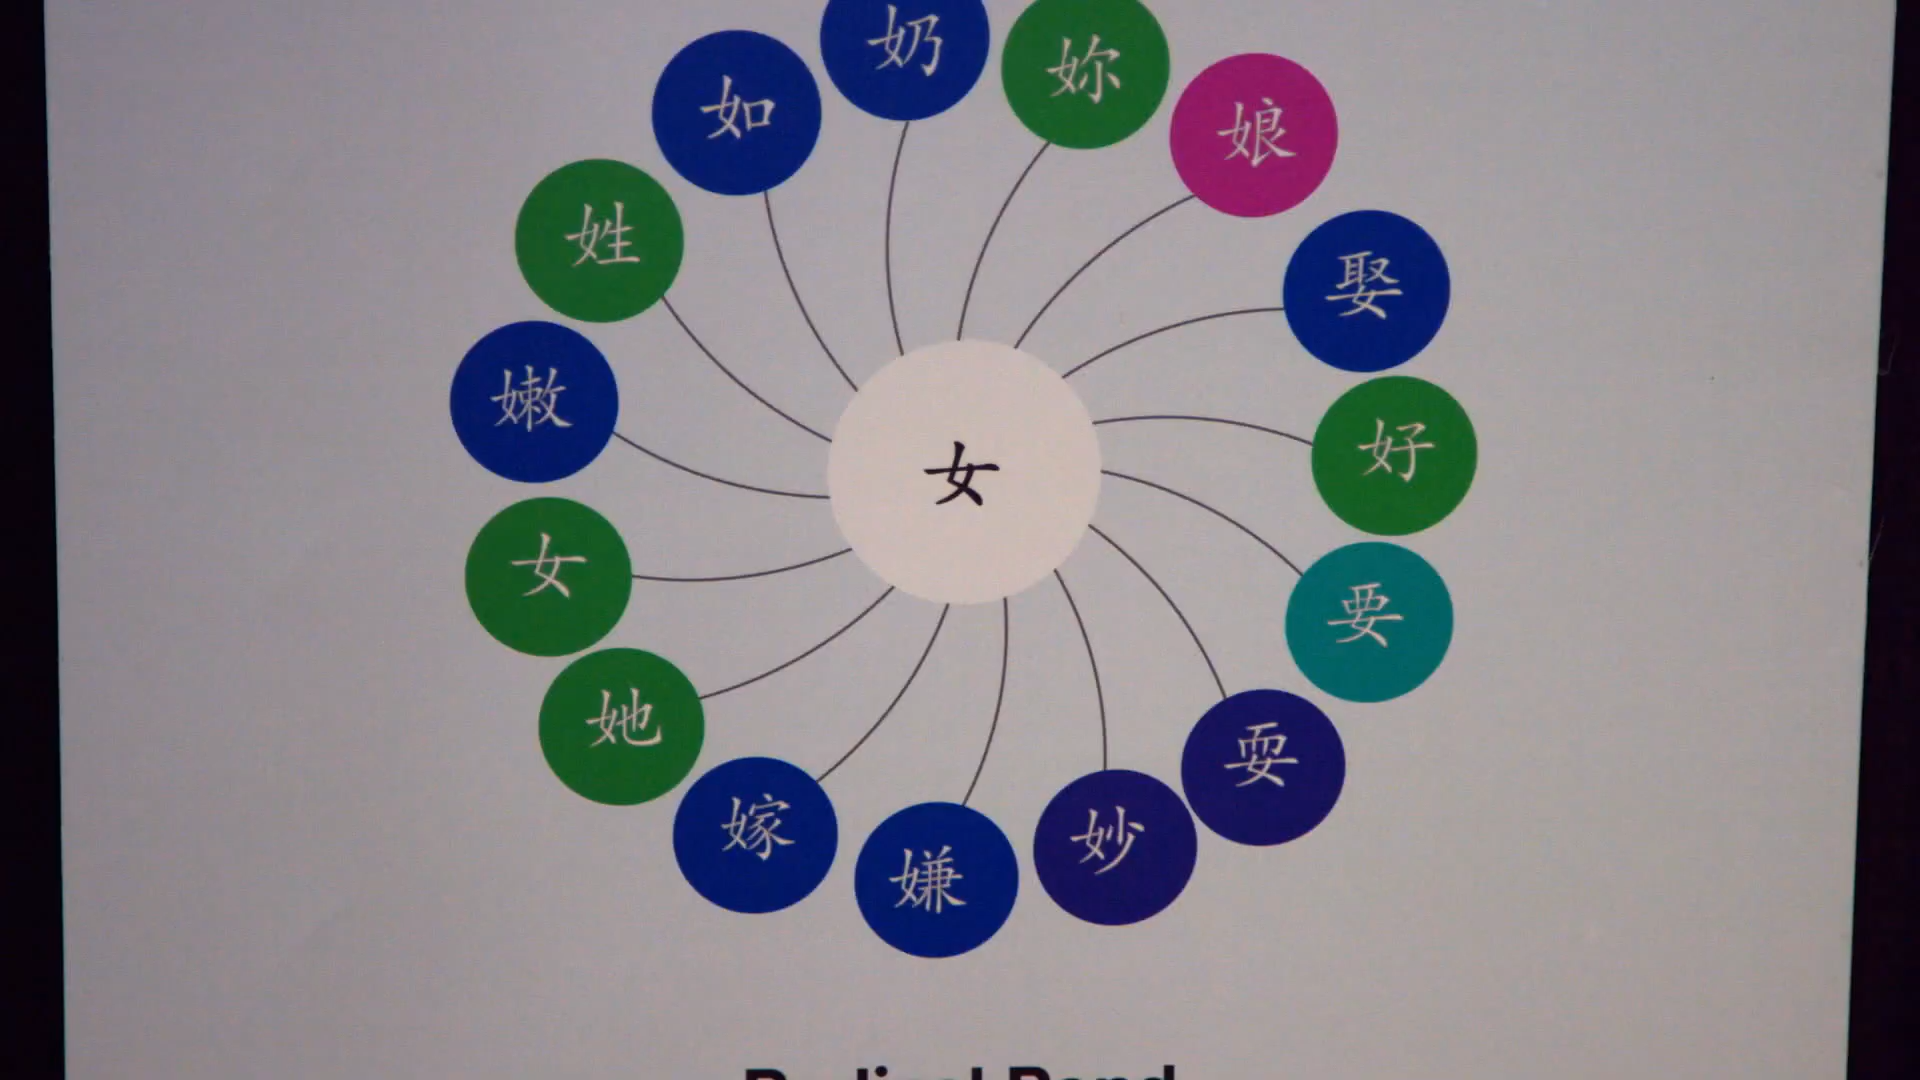 奶
妳
如
娘
姓
娶
嫩
好
女
女
要
她
耍
嫁
妙
嫌